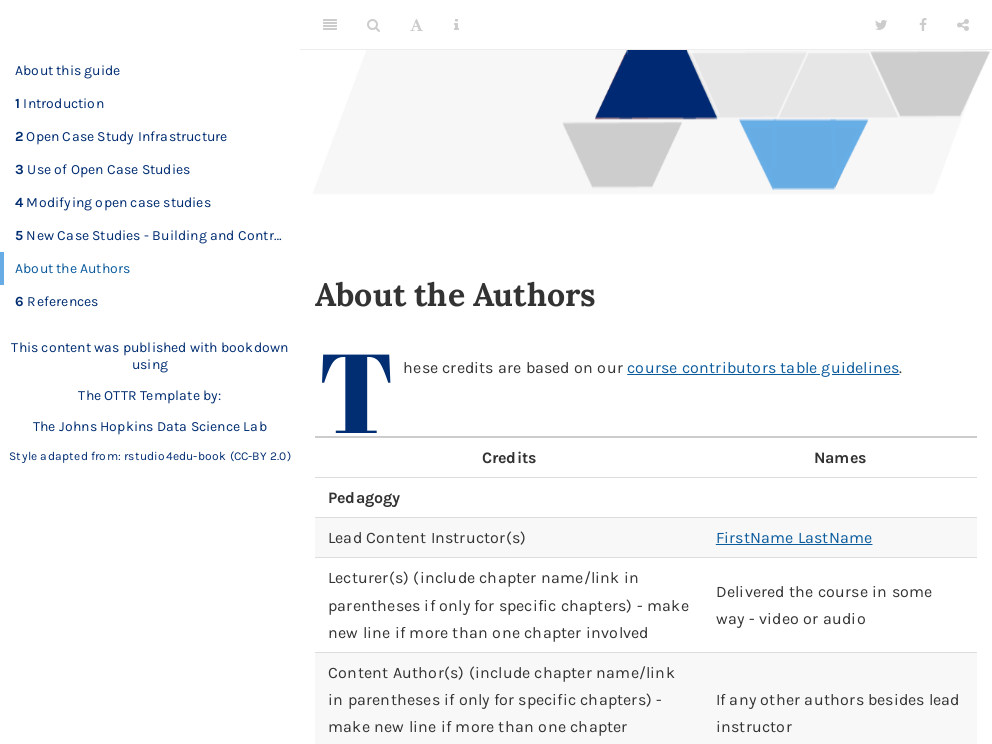 About this guide
1 Introduction
2 Open Case Study Infrastructure
3 Use of Open Case Studies
4 Modifying open case studies
5 New Case Studies - Building and Contr...
About the Authors
6 References
This content was published with bookdown
using
The OTTR Template by:
The Johns Hopkins Data Science Lab
Style adapted from: rstudio4edu-book (CC-BY 2.0)
A
About the Authors
These credits are based on our course contributors table guidelines.
Credits Names
Pedagogy
Lead Content Instructor(s) FirstName LastName
Lecturer(s) (include chapter name/link in
parentheses if only for specific chapters) - make
new line if more than one chapter involved
Delivered the course in some
way - video or audio
Content Author(s) (include chapter name/link
in parentheses if only for specific chapters) -
make new line if more than one chapter
If any other authors besides lead
instructor